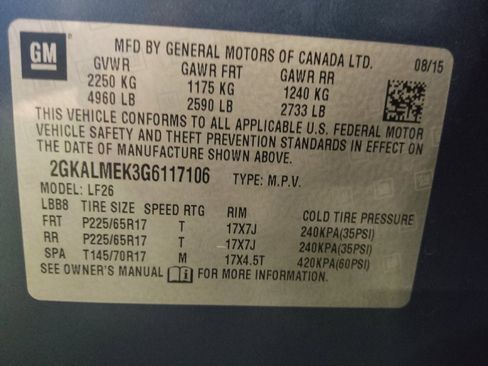 GM
MFD BY GENERAL MOTORS OF CANADA LTD.
GVWR GAWR FRT GAWR RR 08/15
2250 KG 1175 KG 1240 KG
4960 LB 2590 LB 2733 LB
THIS VEHICLE CONFORMS TO ALL APPLICABLE U.S. FEDERAL MOTOR
VEHICLE SAFETY AND THEFT PREVENTION STANDARDS IN EFFECT ON
THE DATE OF MANUFACTURE SHOWN ABOVE.
2GKALMEK3G6117106 TYPE: M.P.V.
MODEL: LF26
LBB8 TIRE SIZE SPEED RTG RIM COLD TIRE PRESSURE
FRT P225/65R17 T 17X7J 240KPA(35PSI)
RR P225/65R17 T 17X7J 240KPA(35PSI)
SPA T145/70R17 M 17X4.5T 420KPA(60PSI)
SEE OWNER'S MANUAL FOR MORE INFORMATION.